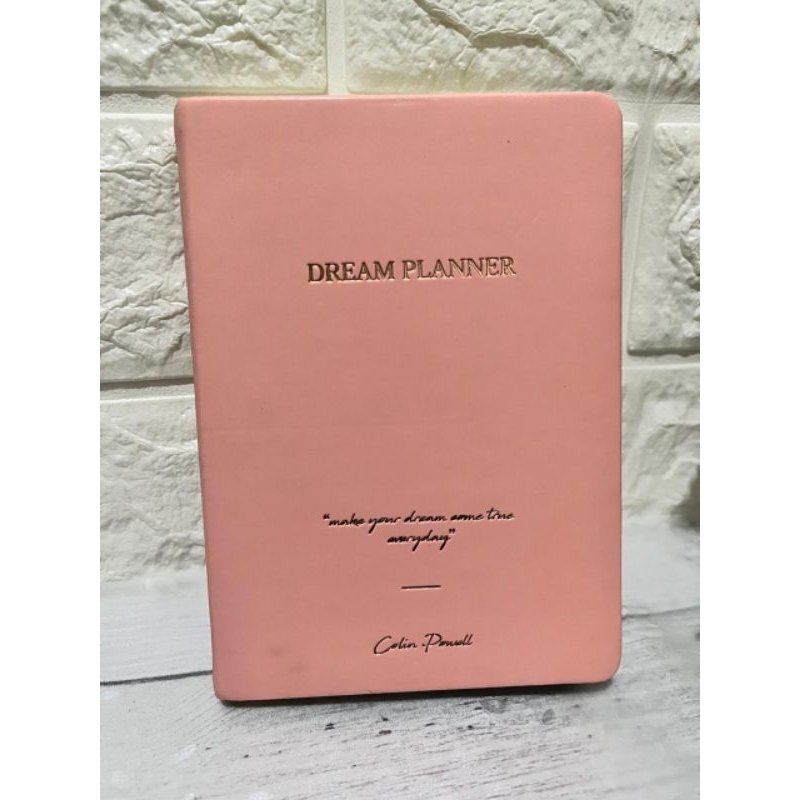 DREAM PLANNER
"make your dream come true
everyday"
Colin Powell